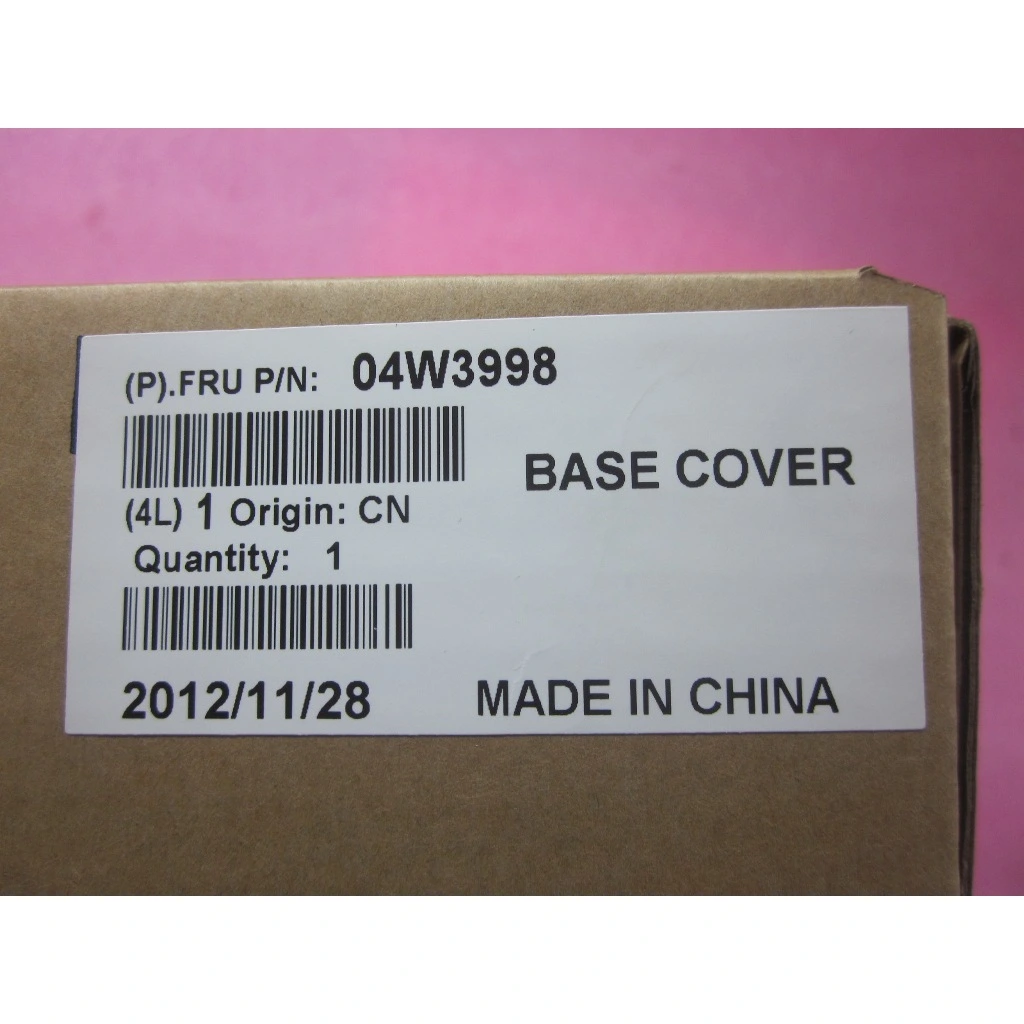 (P).FRU P/N: 04W3998
BASE COVER
(4L) 1 Origin: CN
Quantity: 1
2012/11/28 MADE IN CHINA